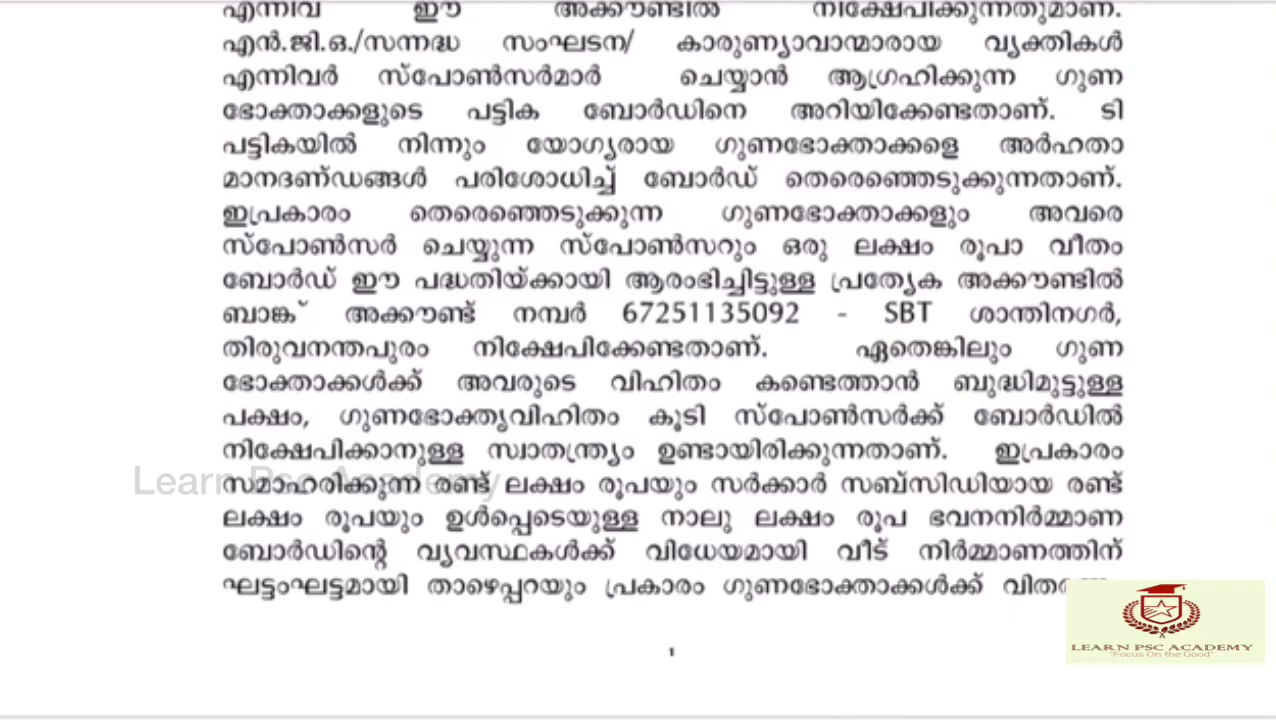 എന്നിവ ഈ അക്കൗണ്ടിൽ നിക്ഷേപിക്കുന്നതുമാണ്.
എൻ.ജി.ഒ./സന്നദ്ധ സംഘടന/ കാരുണ്യവാന്മാരായ വ്യക്തികൾ
എന്നിവർ സ്പോൺസർമാർ ചെയ്യാൻ ആഗ്രഹിക്കുന്ന ഗുണ
ഭോക്താക്കളുടെ പട്ടിക ബോർഡിനെ അറിയിക്കേണ്ടതാണ്. ടി
പട്ടികയിൽ നിന്നും യോഗ്യരായ ഗുണഭോക്താക്കളെ അർഹതാ
മാനദണ്ഡങ്ങൾ പരിശോധിച്ച് ബോർഡ് തെരെഞ്ഞെടുക്കുന്നതാണ്.
ഇപ്രകാരം തെരെഞ്ഞെടുക്കുന്ന ഗുണഭോക്താക്കളും അവരെ
സ്പോൺസർ ചെയ്യുന്ന സ്പോൺസറും ഒരു ലക്ഷം രൂപാ വീതം
ബോർഡ് ഈ പദ്ധതിയ്ക്കായി ആരംഭിച്ചിട്ടുള്ള പ്രത്യേക അക്കൗണ്ടിൽ
ബാങ്ക് അക്കൗണ്ട് നമ്പർ 67251135092 - SBT ശാന്തിനഗർ,
തിരുവനന്തപുരം നിക്ഷേപിക്കേണ്ടതാണ്. ഏതെങ്കിലും ഗുണ
ഭോക്താക്കൾക്ക് അവരുടെ വിഹിതം കണ്ടെത്താൻ ബുദ്ധിമുട്ടുള്ള
പക്ഷം, ഗുണഭോക്തൃവിഹിതം കൂടി സ്പോൺസർക്ക് ബോർഡിൽ
നിക്ഷേപിക്കാനുള്ള സ്വാതന്ത്ര്യം ഉണ്ടായിരിക്കുന്നതാണ്. ഇപ്രകാരം
സമാഹരിക്കുന്ന രണ്ട് ലക്ഷം രൂപയും സർക്കാർ സബ്സിഡിയായ രണ്ട്
ലക്ഷം രൂപയും ഉൾപ്പെടെയുള്ള നാലു ലക്ഷം രൂപ ഭവനനിർമ്മാണ
ബോർഡിന്റെ വ്യവസ്ഥകൾക്ക് വിധേയമായി വീട് നിർമ്മാണത്തിന്
ഘട്ടംഘട്ടമായി താഴെപ്പറയും പ്രകാരം ഗുണഭോക്താക്കൾക്ക്
1
Learn Psc Academy
LEARN PSC ACADEMY
"Focus On the Good"